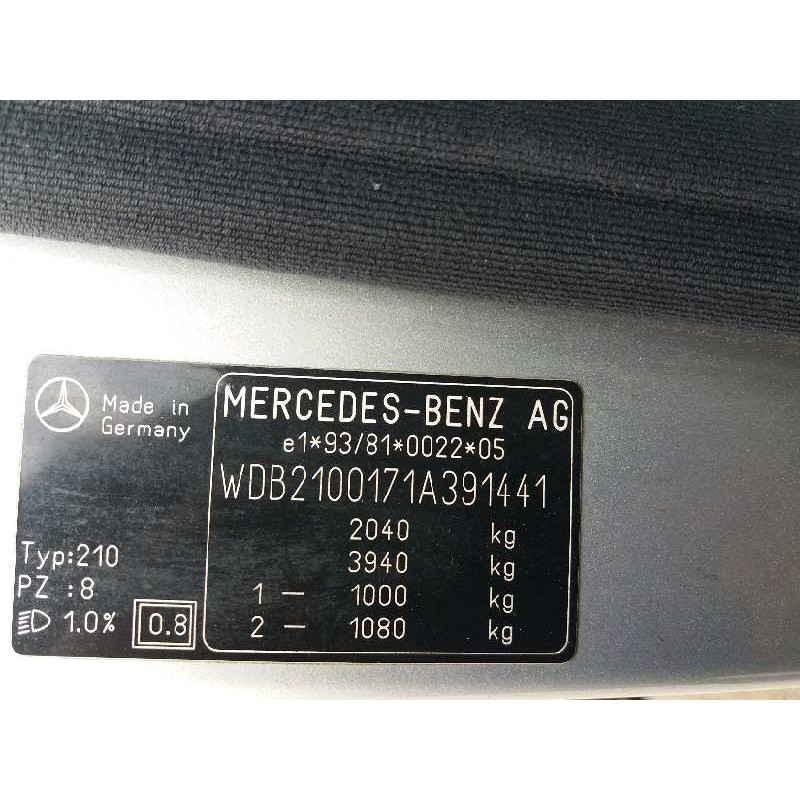 Made in
Germany
MERCEDES-BENZ AG
e1*93/81*0022*05
WDB2100171A391441
2040 kg
3940 kg
1 – 1000 kg
2 – 1080 kg
Typ:210
PZ :8
1.0% 0.8